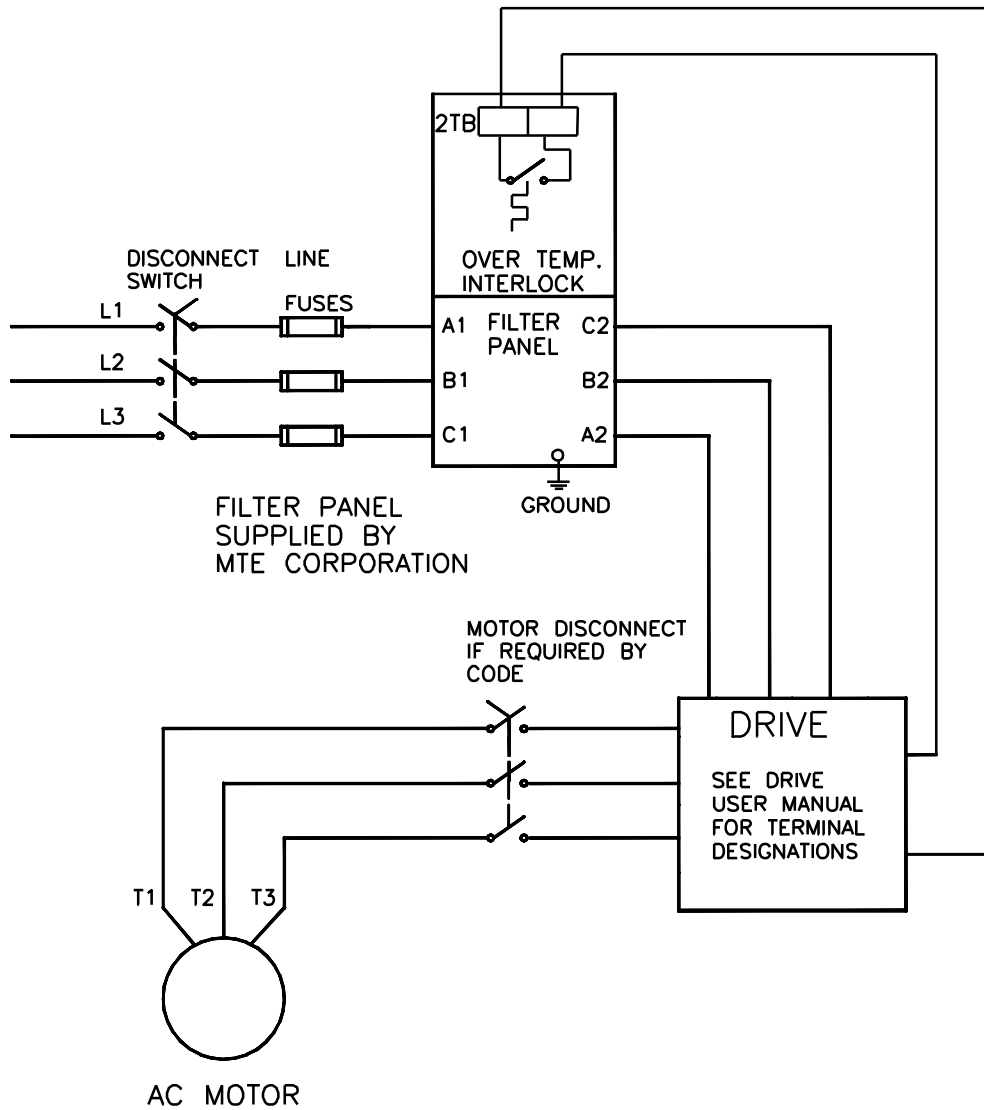 2TB
OVER TEMP.
INTERLOCK
DISCONNECT
SWITCH
LINE
FUSES
L1
L2
L3
A1
B1
C1
FILTER
PANEL
C2
B2
A2
GROUND
FILTER PANEL
SUPPLIED BY
MTE CORPORATION
MOTOR DISCONNECT
IF REQUIRED BY
CODE
DRIVE
SEE DRIVE
USER MANUAL
FOR TERMINAL
DESIGNATIONS
T1
T2
T3
AC MOTOR